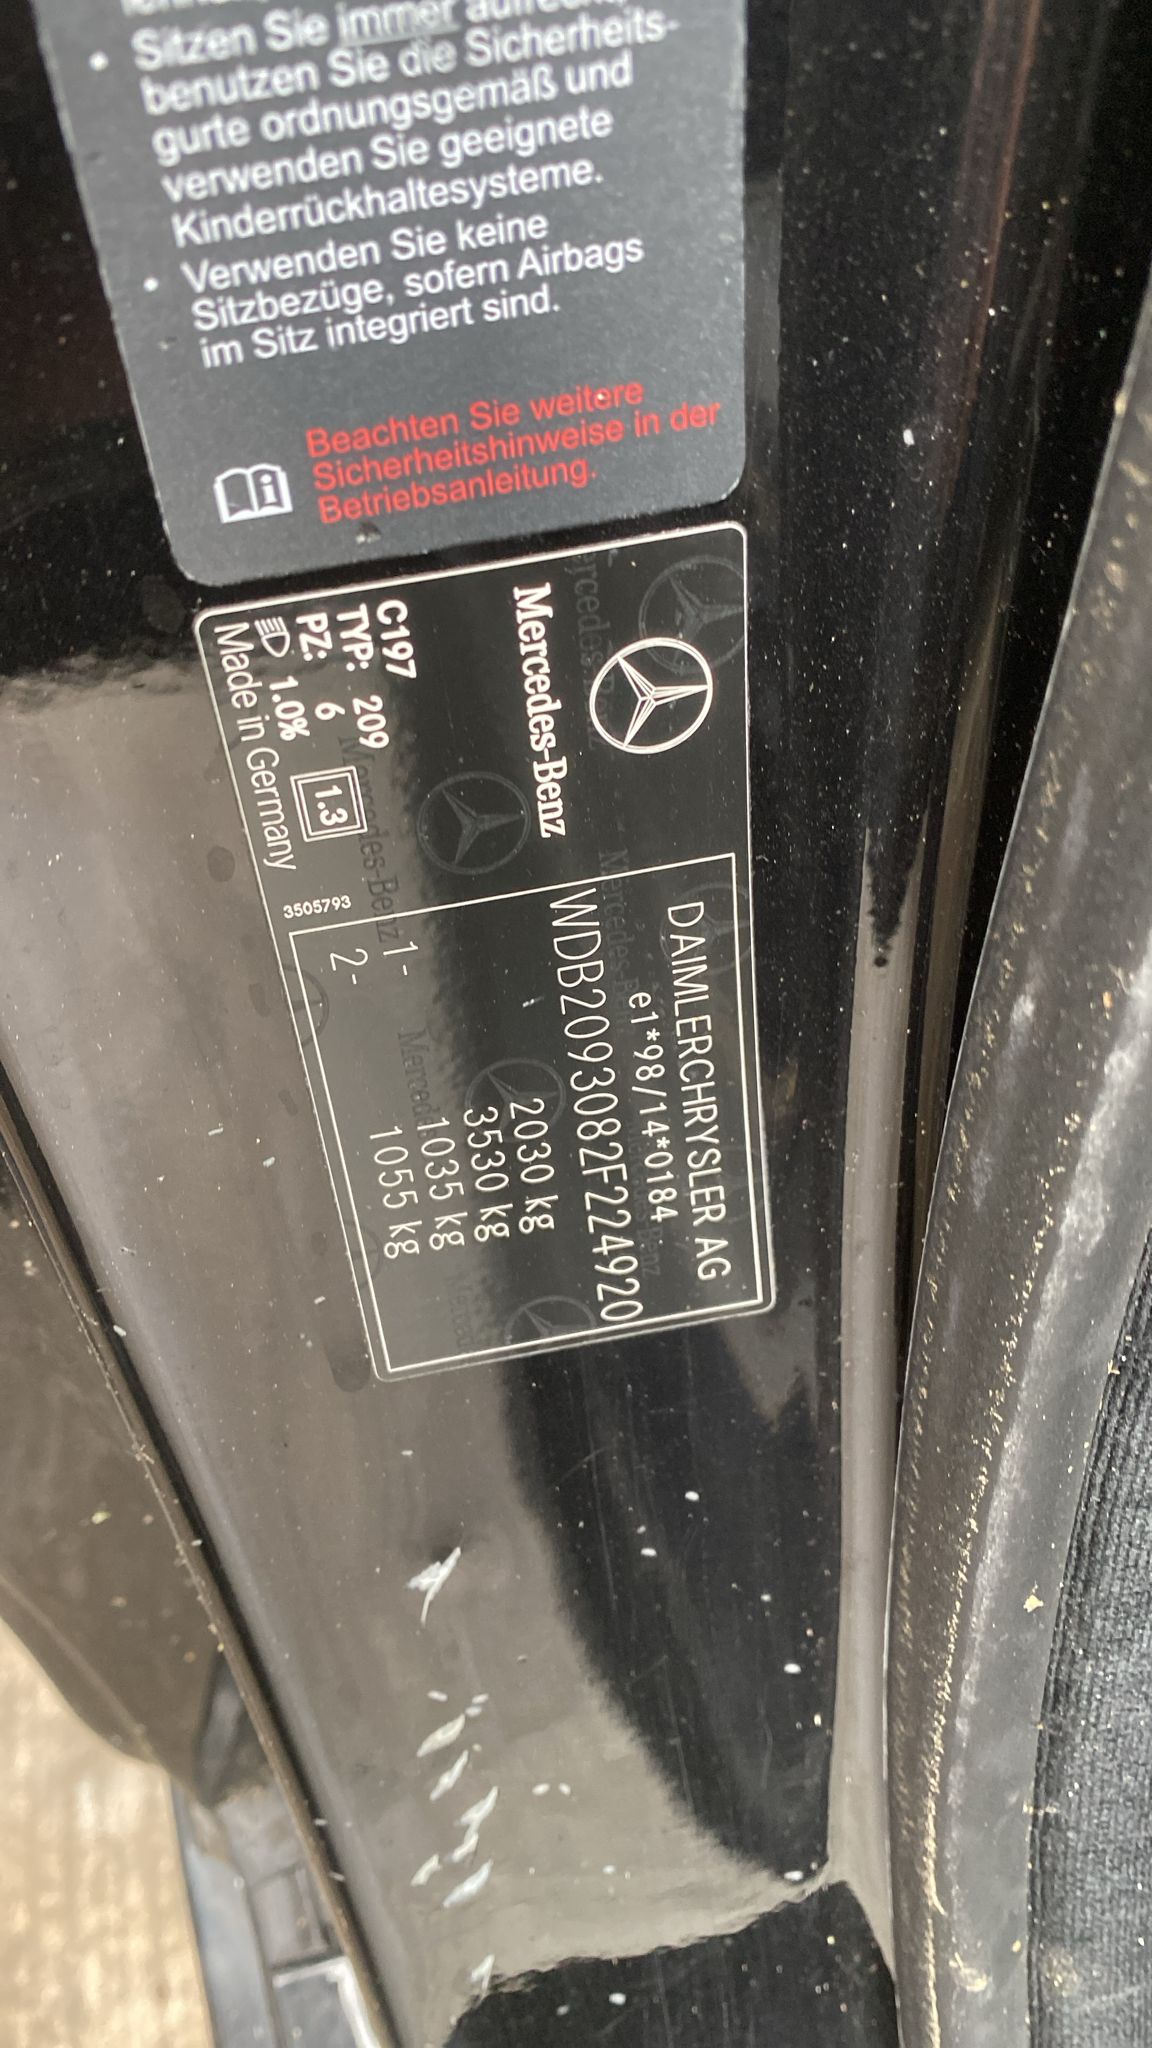 Sitzen Sie immer
benutzen Sie die Sicherheits-
gurte ordnungsgemäß und
verwenden Sie geeignete
Kinderrückhaltesysteme.
• Verwenden Sie keine
Sitzbezüge, sofern Airbags
im Sitz integriert sind.
Beachten Sie weitere
Sicherheitshinweise in der
Betriebsanleitung.
Mercedes-Benz
C197
TYP: 209
PZ: 6
1.0%
1.3
Made in Germany
3505793
DAIMLERCHRYSLER AG
e1*98/14*0184
WDB2093082F224920
2030 kg
3530 kg
1- 1035 kg
2- 1055 kg